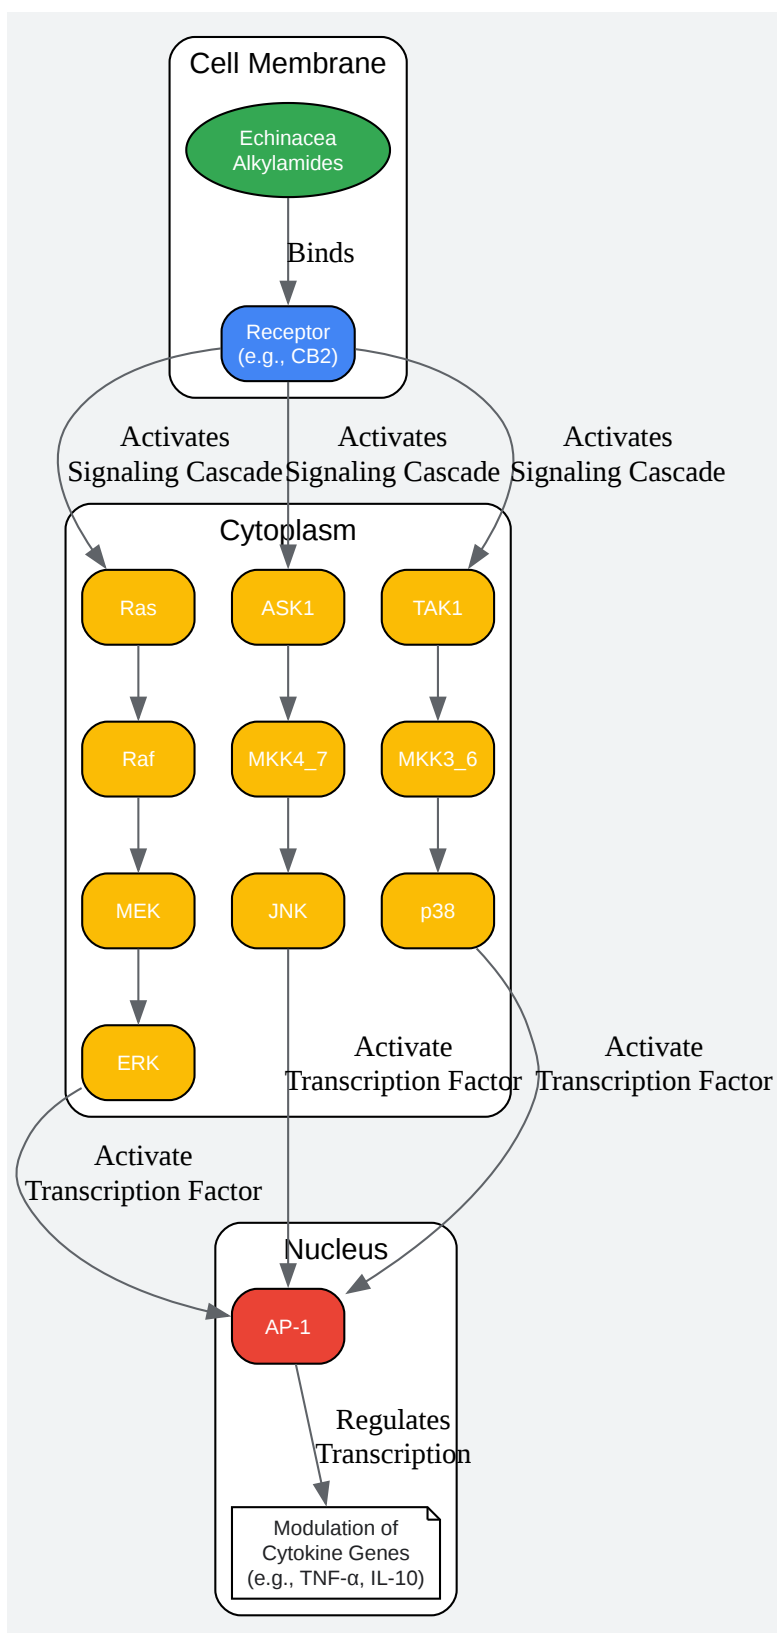 Cell Membrane
Echinacea
Alkylamides
Binds
Receptor
(e.g., CB2)
Activates
Signaling Cascade
Activates
Signaling Cascade
Activates
Signaling Cascade
Cytoplasm
Ras
ASK1
TAK1
Raf
MKK4_7
MKK3_6
MEK
JNK
p38
ERK
Activate
Transcription Factor
Activate
Transcription Factor
Activate
Transcription Factor
Nucleus
AP-1
Regulates
Transcription
Modulation of
Cytokine Genes
(e.g., TNF-α, IL-10)